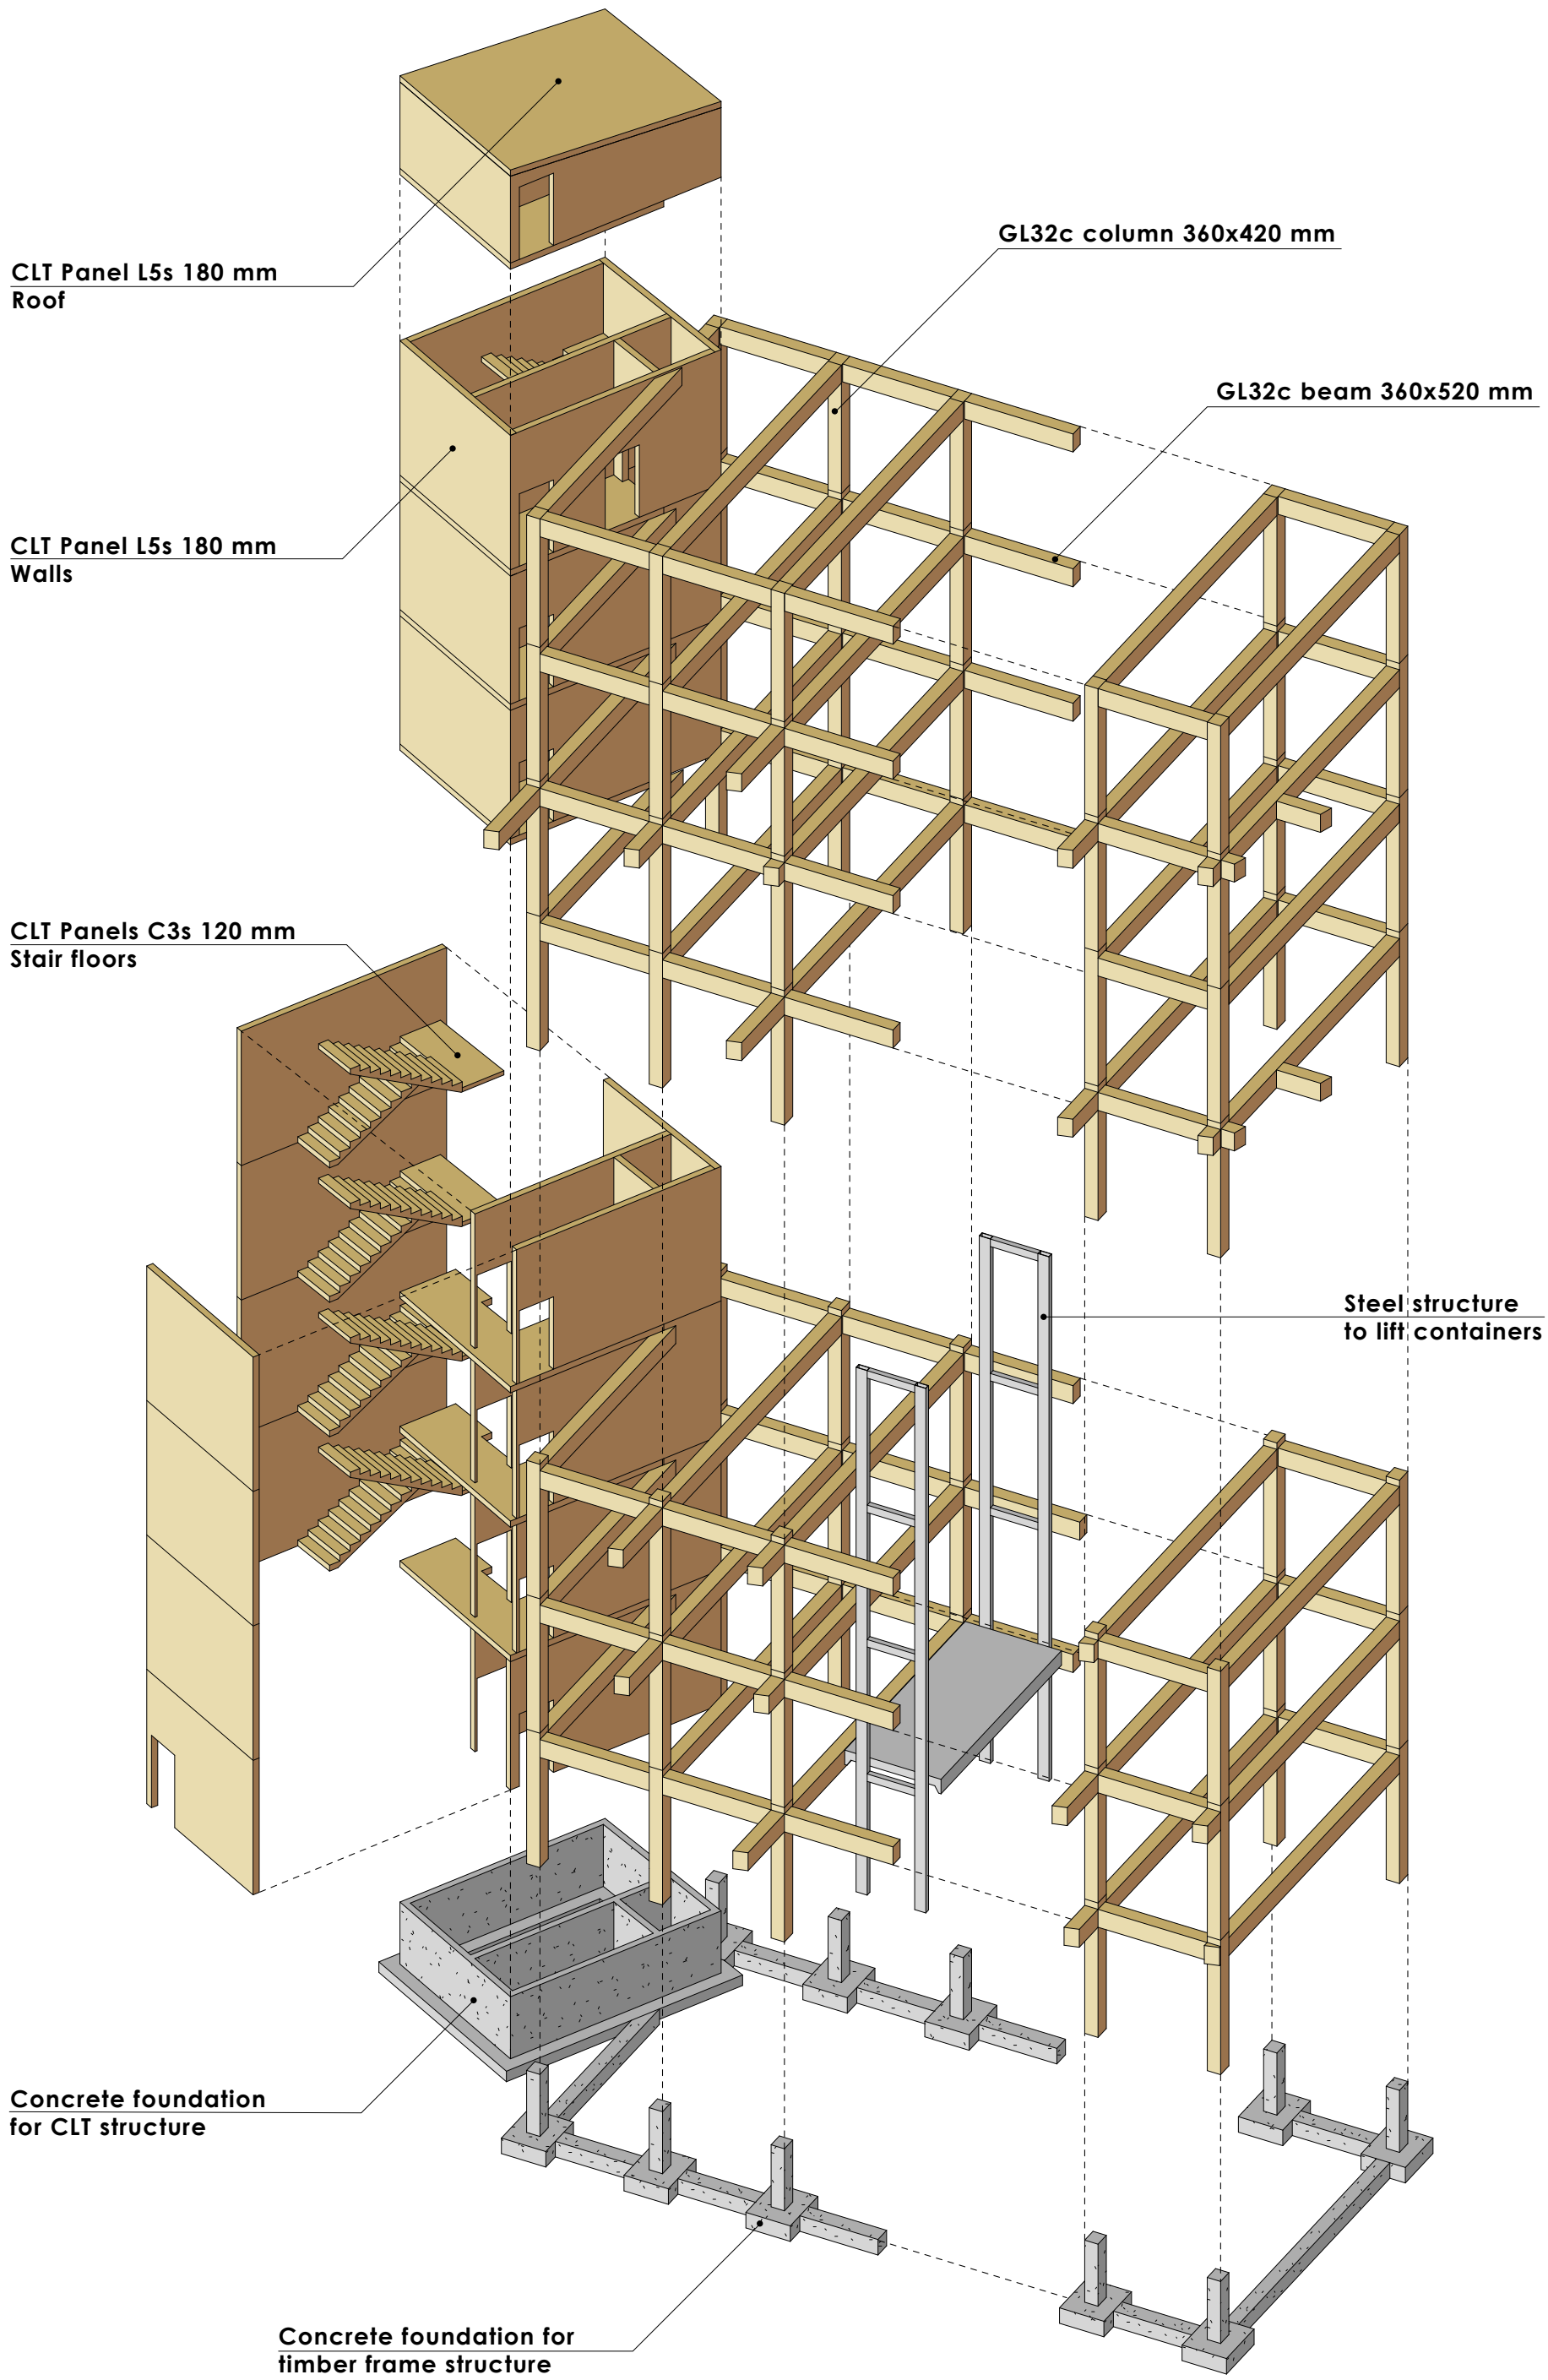 GL32c column 360x420 mm
CLT Panel L5s 180 mm
Roof
GL32c beam 360x520 mm
CLT Panel L5s 180 mm
Walls
CLT Panels C3s 120 mm
Stair floors
Steel structure
to lift containers
Concrete foundation
for CLT structure
Concrete foundation for
timber frame structure